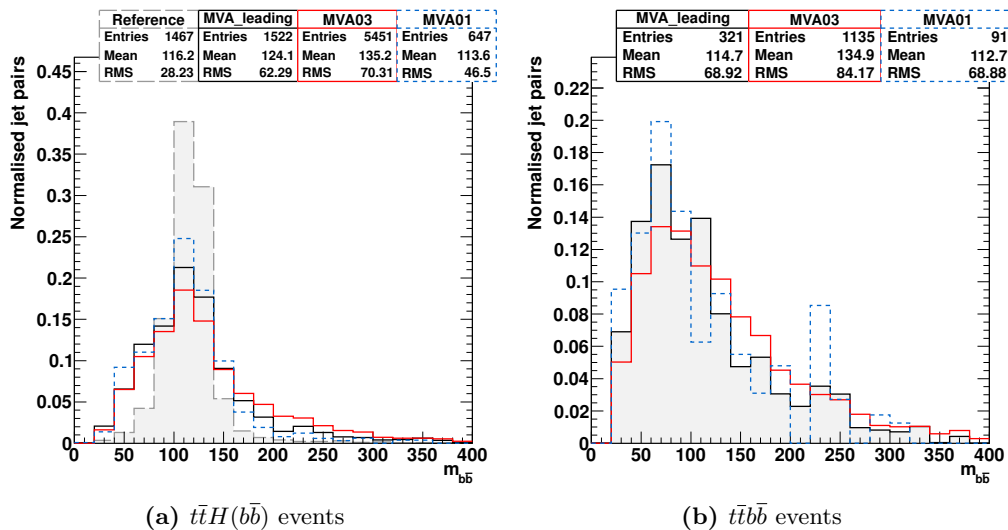 Reference MVA_leading MVA03 MVA01
Entries 1467 Entries 1522 Entries 5451 Entries 647
Mean 116.2 Mean 124.1 Mean 135.2 Mean 113.6
RMS 28.23 RMS 62.29 RMS 70.31 RMS 46.5
Normalised jet pairs
0.45
0.4
0.35
0.3
0.25
0.2
0.15
0.1
0.05
0
0 50 100 150 200 250 300 350 400
m_{bb̄}
(a) tt̄H(bb̄) events
MVA_leading MVA03 MVA01
Entries 321 Entries 1135 Entries 91
Mean 114.7 Mean 134.9 Mean 112.7
RMS 68.92 RMS 84.17 RMS 68.88
Normalised jet pairs
0.22
0.2
0.18
0.16
0.14
0.12
0.1
0.08
0.06
0.04
0.02
0
0 50 100 150 200 250 300 350 400
m_{bb̄}
(b) tt̄bb̄ events